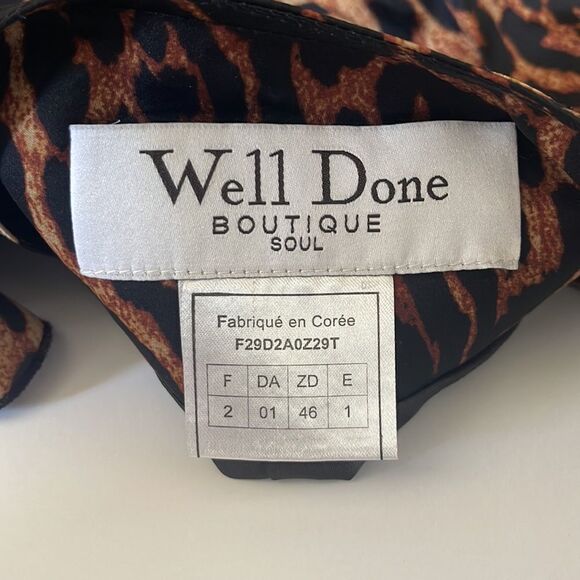 Well Done
BOUTIQUE
SOUL
Fabriqué en Corée
F29D2A0Z29T
F DA ZD E
2 01 46 1